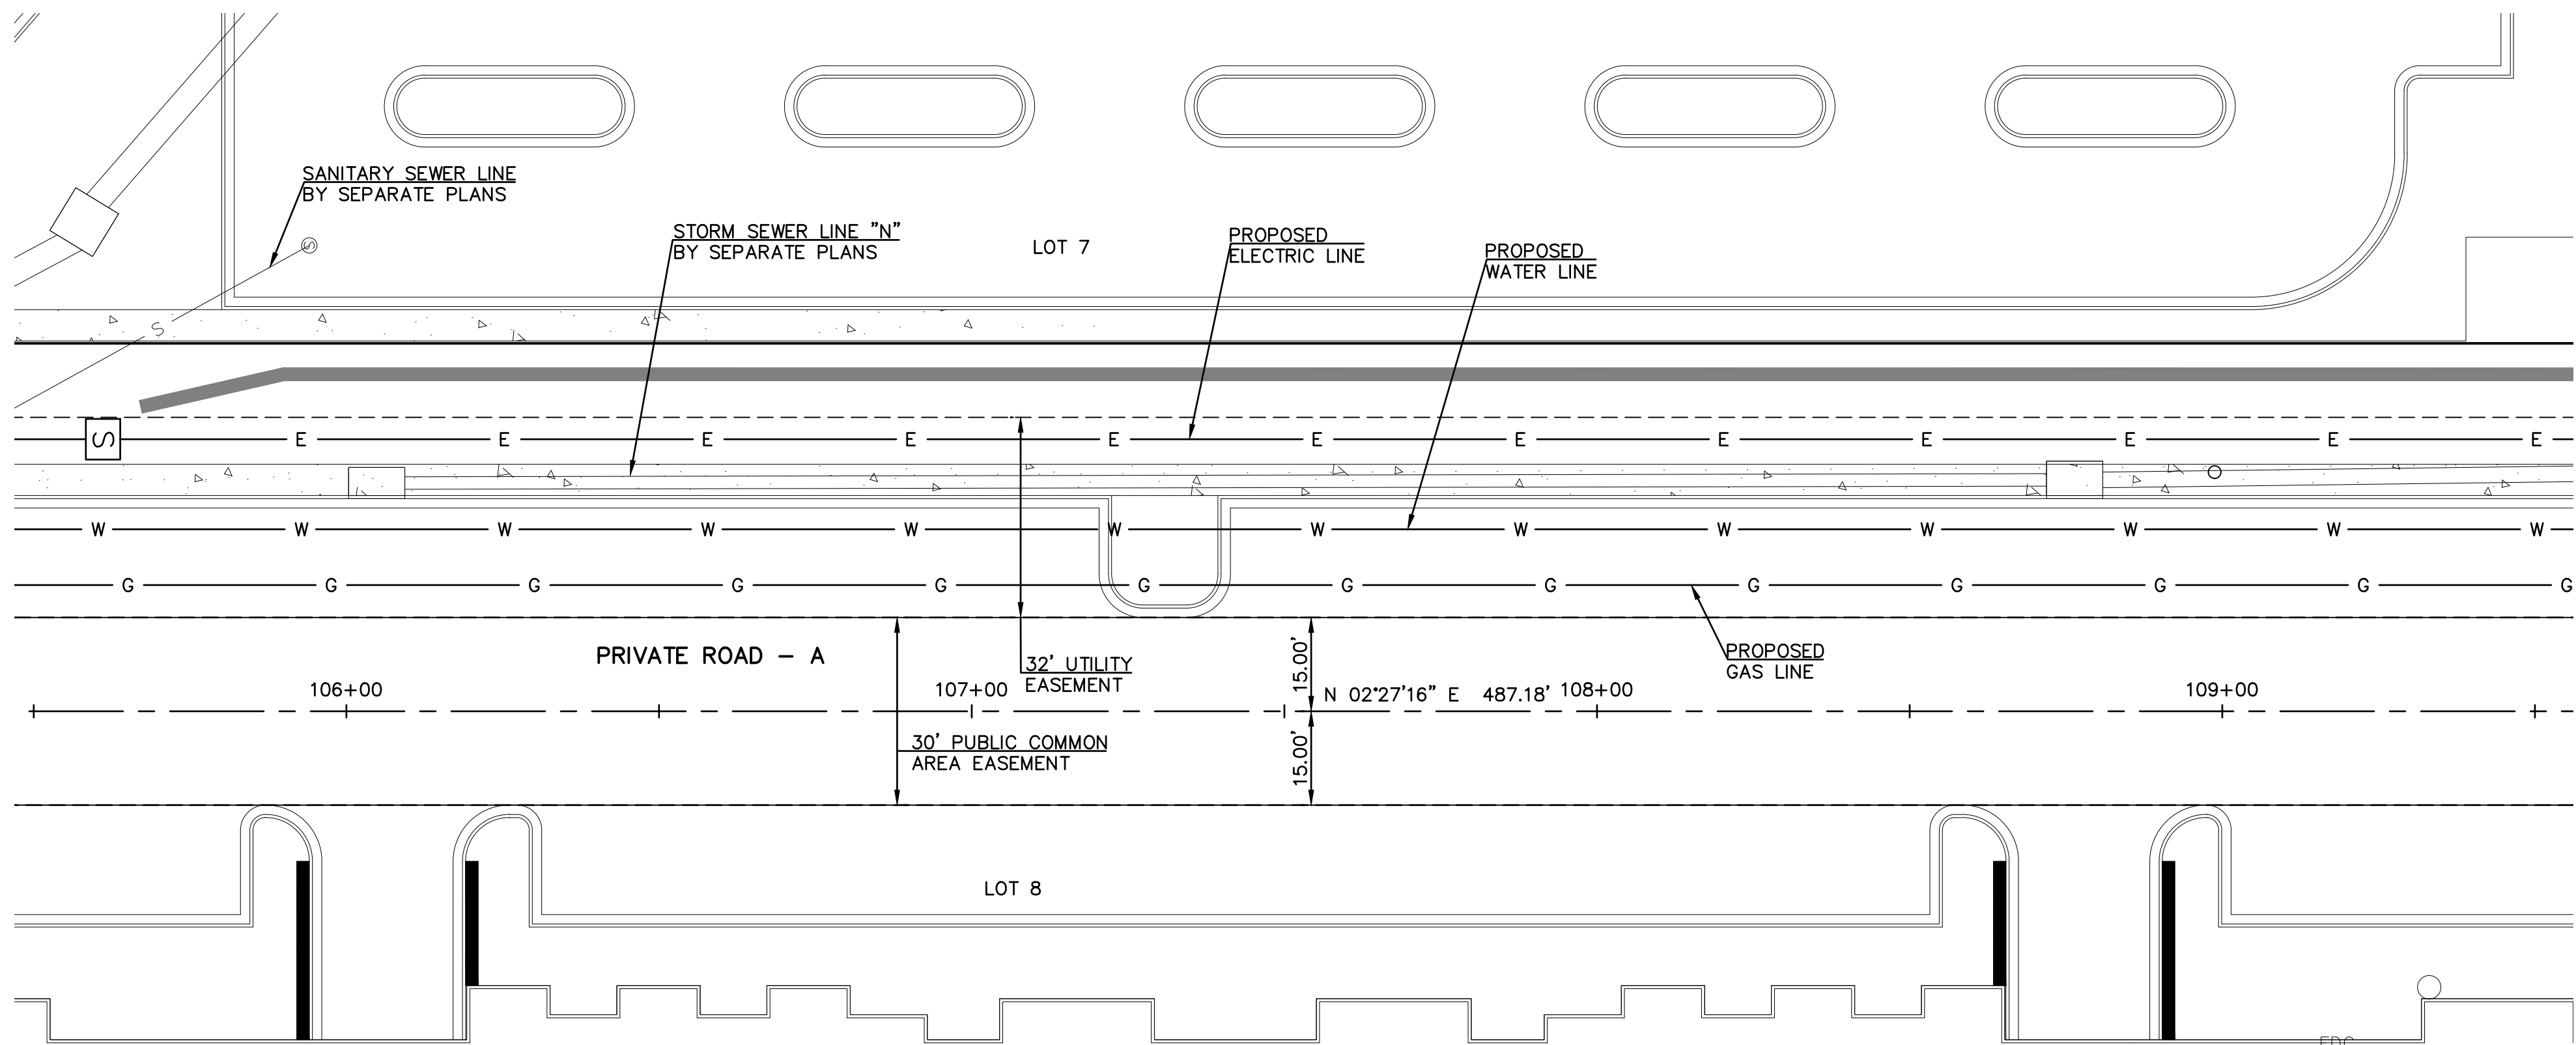 SANITARY SEWER LINE
BY SEPARATE PLANS
STORM SEWER LINE "N"
BY SEPARATE PLANS
LOT 7
PROPOSED
ELECTRIC LINE
PROPOSED
WATER LINE
S
S
S
E E E E E E E E E E E E
W W W W W W W W W W W W W
G G G G G G G G G G G G G
PRIVATE ROAD - A
32' UTILITY
EASEMENT
15.00'
PROPOSED
GAS LINE
106+00
107+00
N 02°27'16" E 487.18'
108+00
109+00
30' PUBLIC COMMON
AREA EASEMENT
15.00'
LOT 8